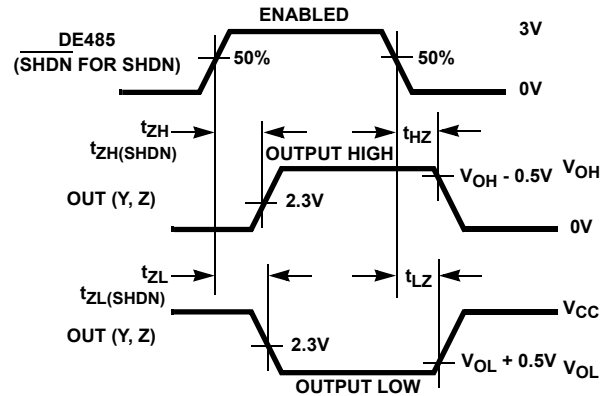 ENABLED
DE485
(SHDN FOR SHDN)
50%
50%
3V
0V
tZH
tZH(SHDN)
tHZ
OUTPUT HIGH
OUT (Y, Z)
2.3V
VOH - 0.5V
VOH
0V
tZL
tZL(SHDN)
tLZ
OUT (Y, Z)
2.3V
VCC
VOL + 0.5V
VOL
OUTPUT LOW